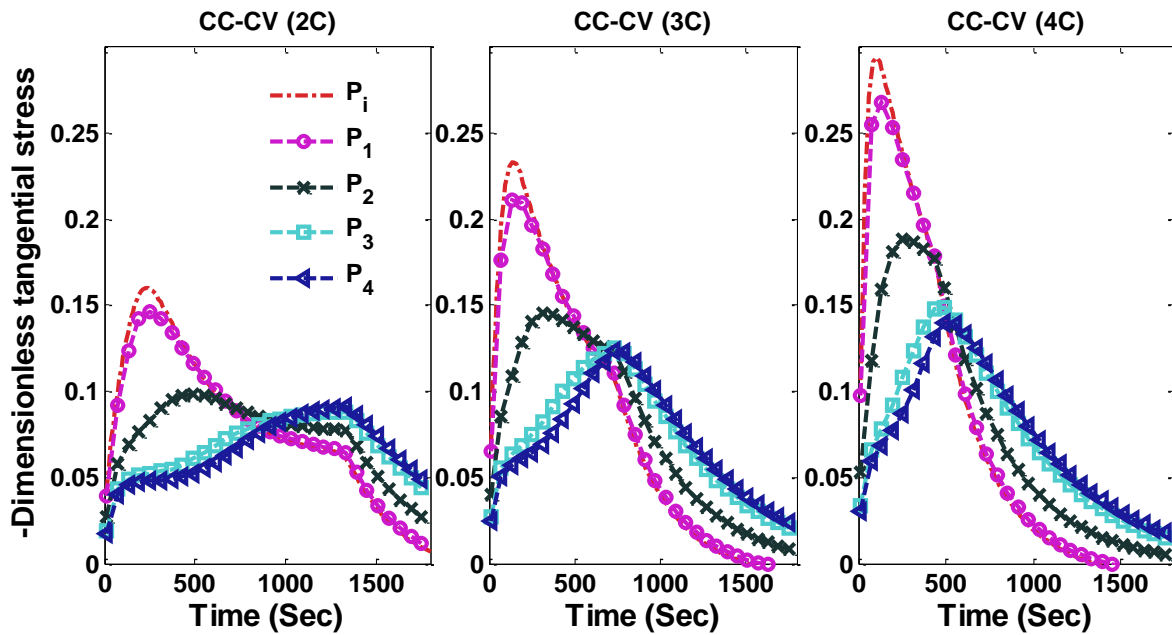 CC-CV (2C)
CC-CV (3C)
CC-CV (4C)
-Dimensionless tangential stress
0.25
0.2
0.15
0.1
0.05
0
P_i
P_1
P_2
P_3
P_4
0 500 1000 1500
Time (Sec)
0.25
0.2
0.15
0.1
0.05
0
0 500 1000 1500
Time (Sec)
0.25
0.2
0.15
0.1
0.05
0
0 500 1000 1500
Time (Sec)